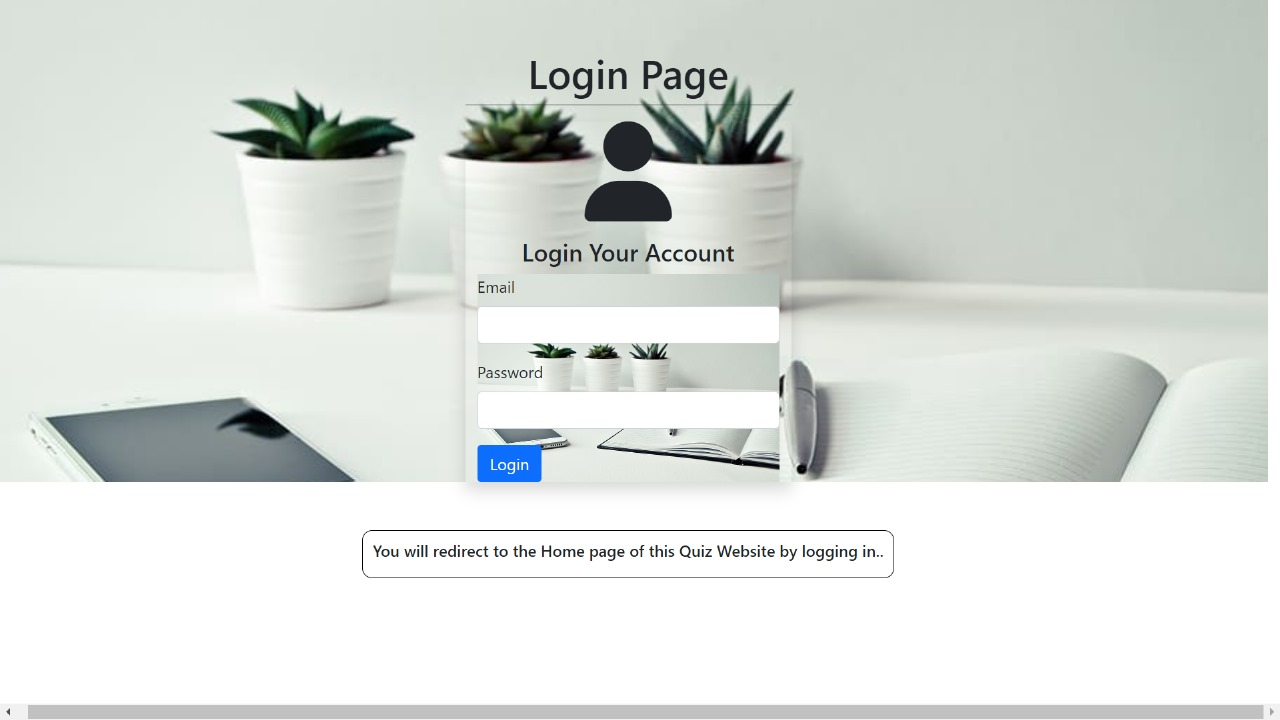 Login Page
Login Your Account
Email
Password
Login
You will redirect to the Home page of this Quiz Website by logging in..